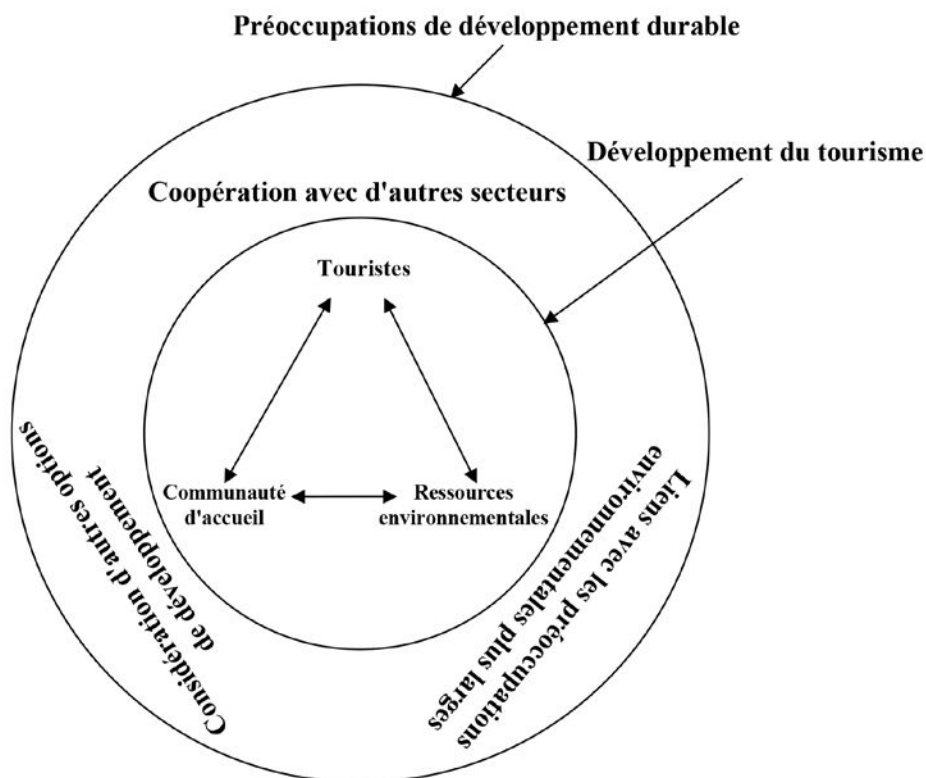 Préoccupations de développement durable
Développement du tourisme
Coopération avec d'autres secteurs
Touristes
Communauté
d'accueil
Ressources
environnementales
Considération d'autres options
de développement
Liens avec les préoccupations
environnementales plus larges